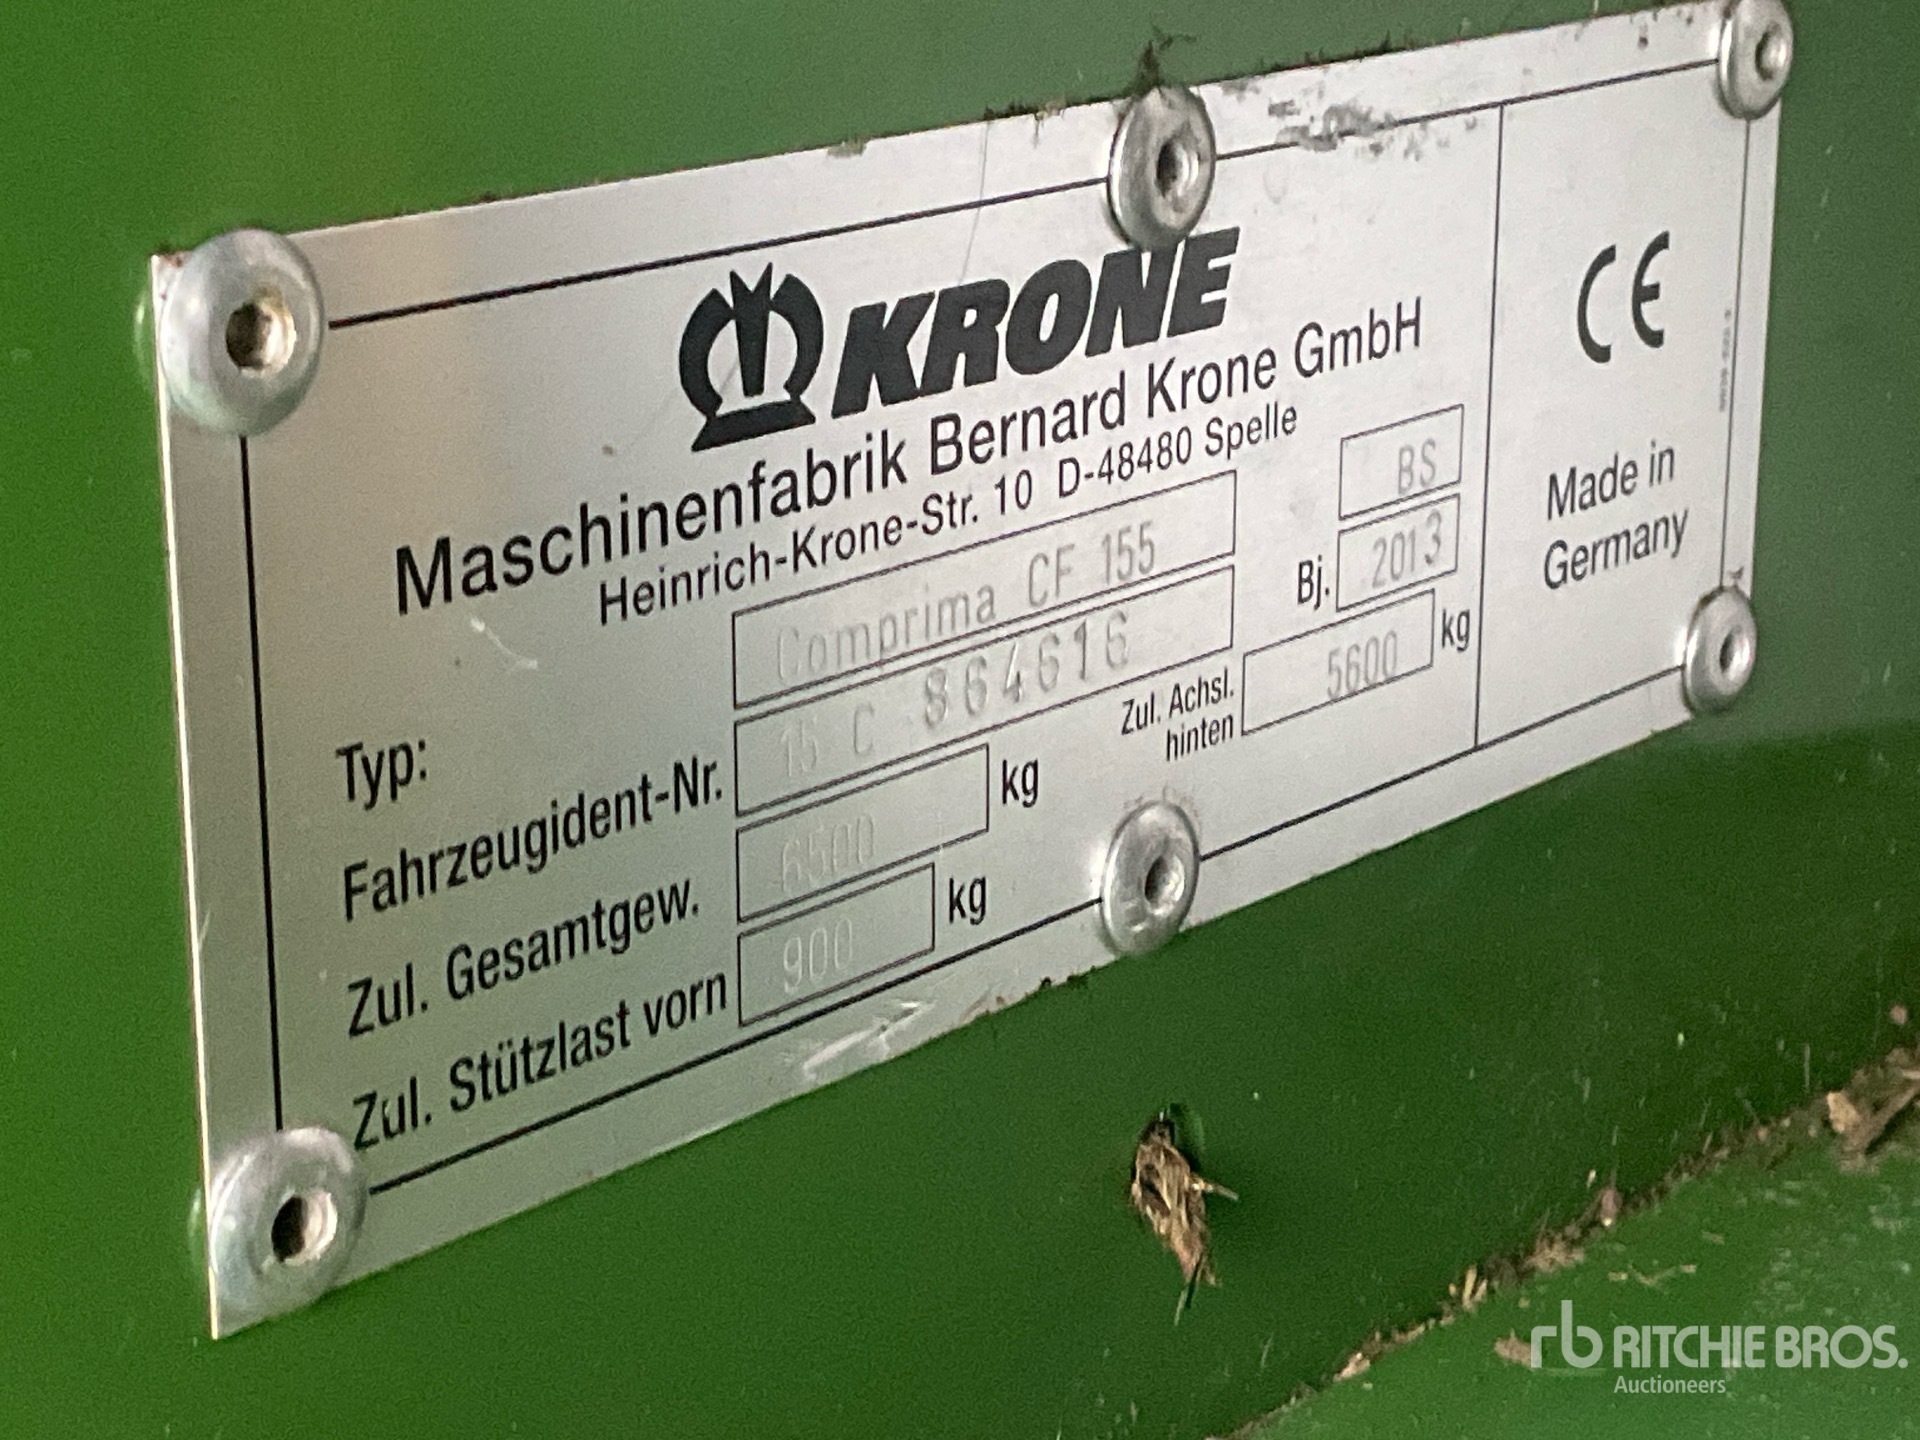 KRONE
Maschinenfabrik Bernard Krone GmbH
Heinrich-Krone-Str. 10 D-48480 Spelle
CE
Made in
Germany
Typ: Comprima CF 155 BS
Fahrzeugident-Nr. 15 C 864616 Bj. 2013
Zul. Gesamtgew. 6500 kg Zul. Achsl. hinten 5600 kg
Zul. Stützlast vorn 900 kg
rb RITCHIE BROS.
Auctioneers